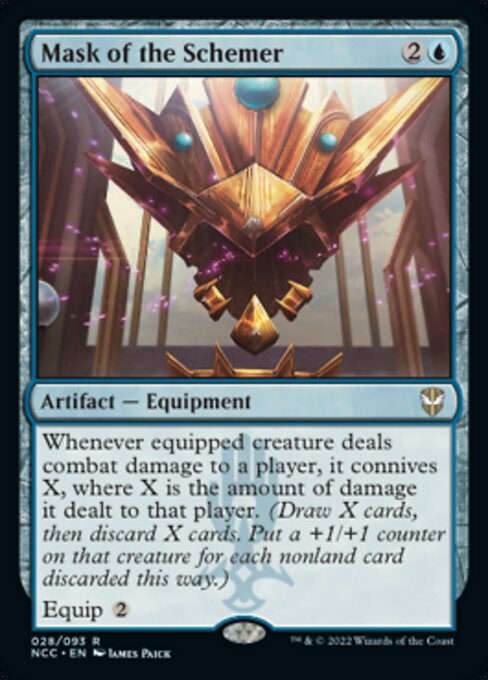 Mask of the Schemer 2
Artifact — Equipment
Whenever equipped creature deals
combat damage to a player, it connives
X, where X is the amount of damage
it dealt to that player. (Draw X cards,
then discard X cards. Put a +1/+1 counter
on that creature for each nonland card
discarded this way.)
Equip 2
028/093 R
NCC • EN James Paick
™ & © 2022 Wizards of the Coast